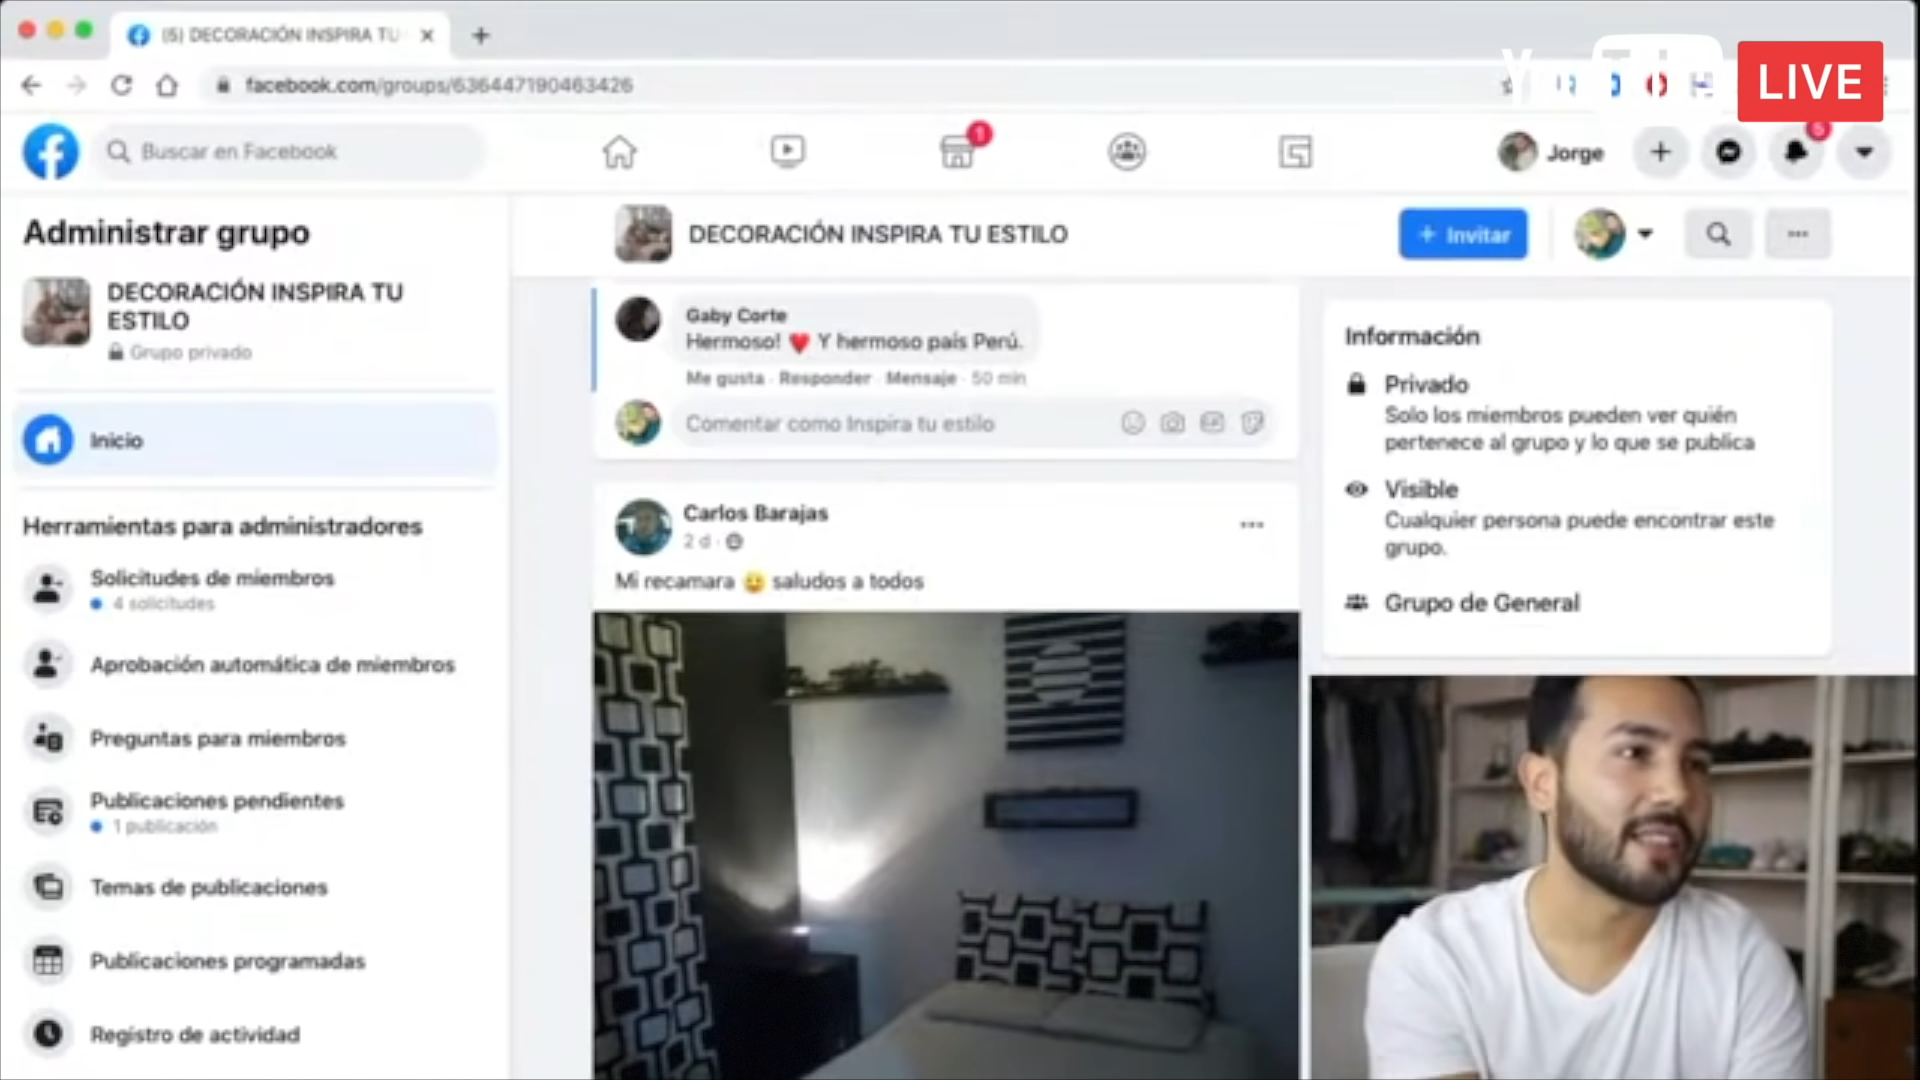 (5) DECORACIÓN INSPIRA TU
facebook.com/groups/636447190463426
YouTube
LIVE
Buscar en Facebook
1
Jorge
5
Administrar grupo
DECORACIÓN INSPIRA TU
ESTILO
Grupo privado
Inicio
Herramientas para administradores
Solicitudes de miembros
4 solicitudes
Aprobación automática de miembros
Preguntas para miembros
Publicaciones pendientes
1 publicación
Temas de publicaciones
Publicaciones programadas
Registro de actividad
DECORACIÓN INSPIRA TU ESTILO
+ Invitar
Gaby Corte
Hermoso! ❤️ Y hermoso país Perú.
Me gusta · Responder · Mensaje · 50 min
Comentar como Inspira tu estilo
Carlos Barajas
2 d ·
Mi recamara 😀 saludos a todos
Información
Privado
Solo los miembros pueden ver quién
pertenece al grupo y lo que se publica
Visible
Cualquier persona puede encontrar este
grupo.
Grupo de General